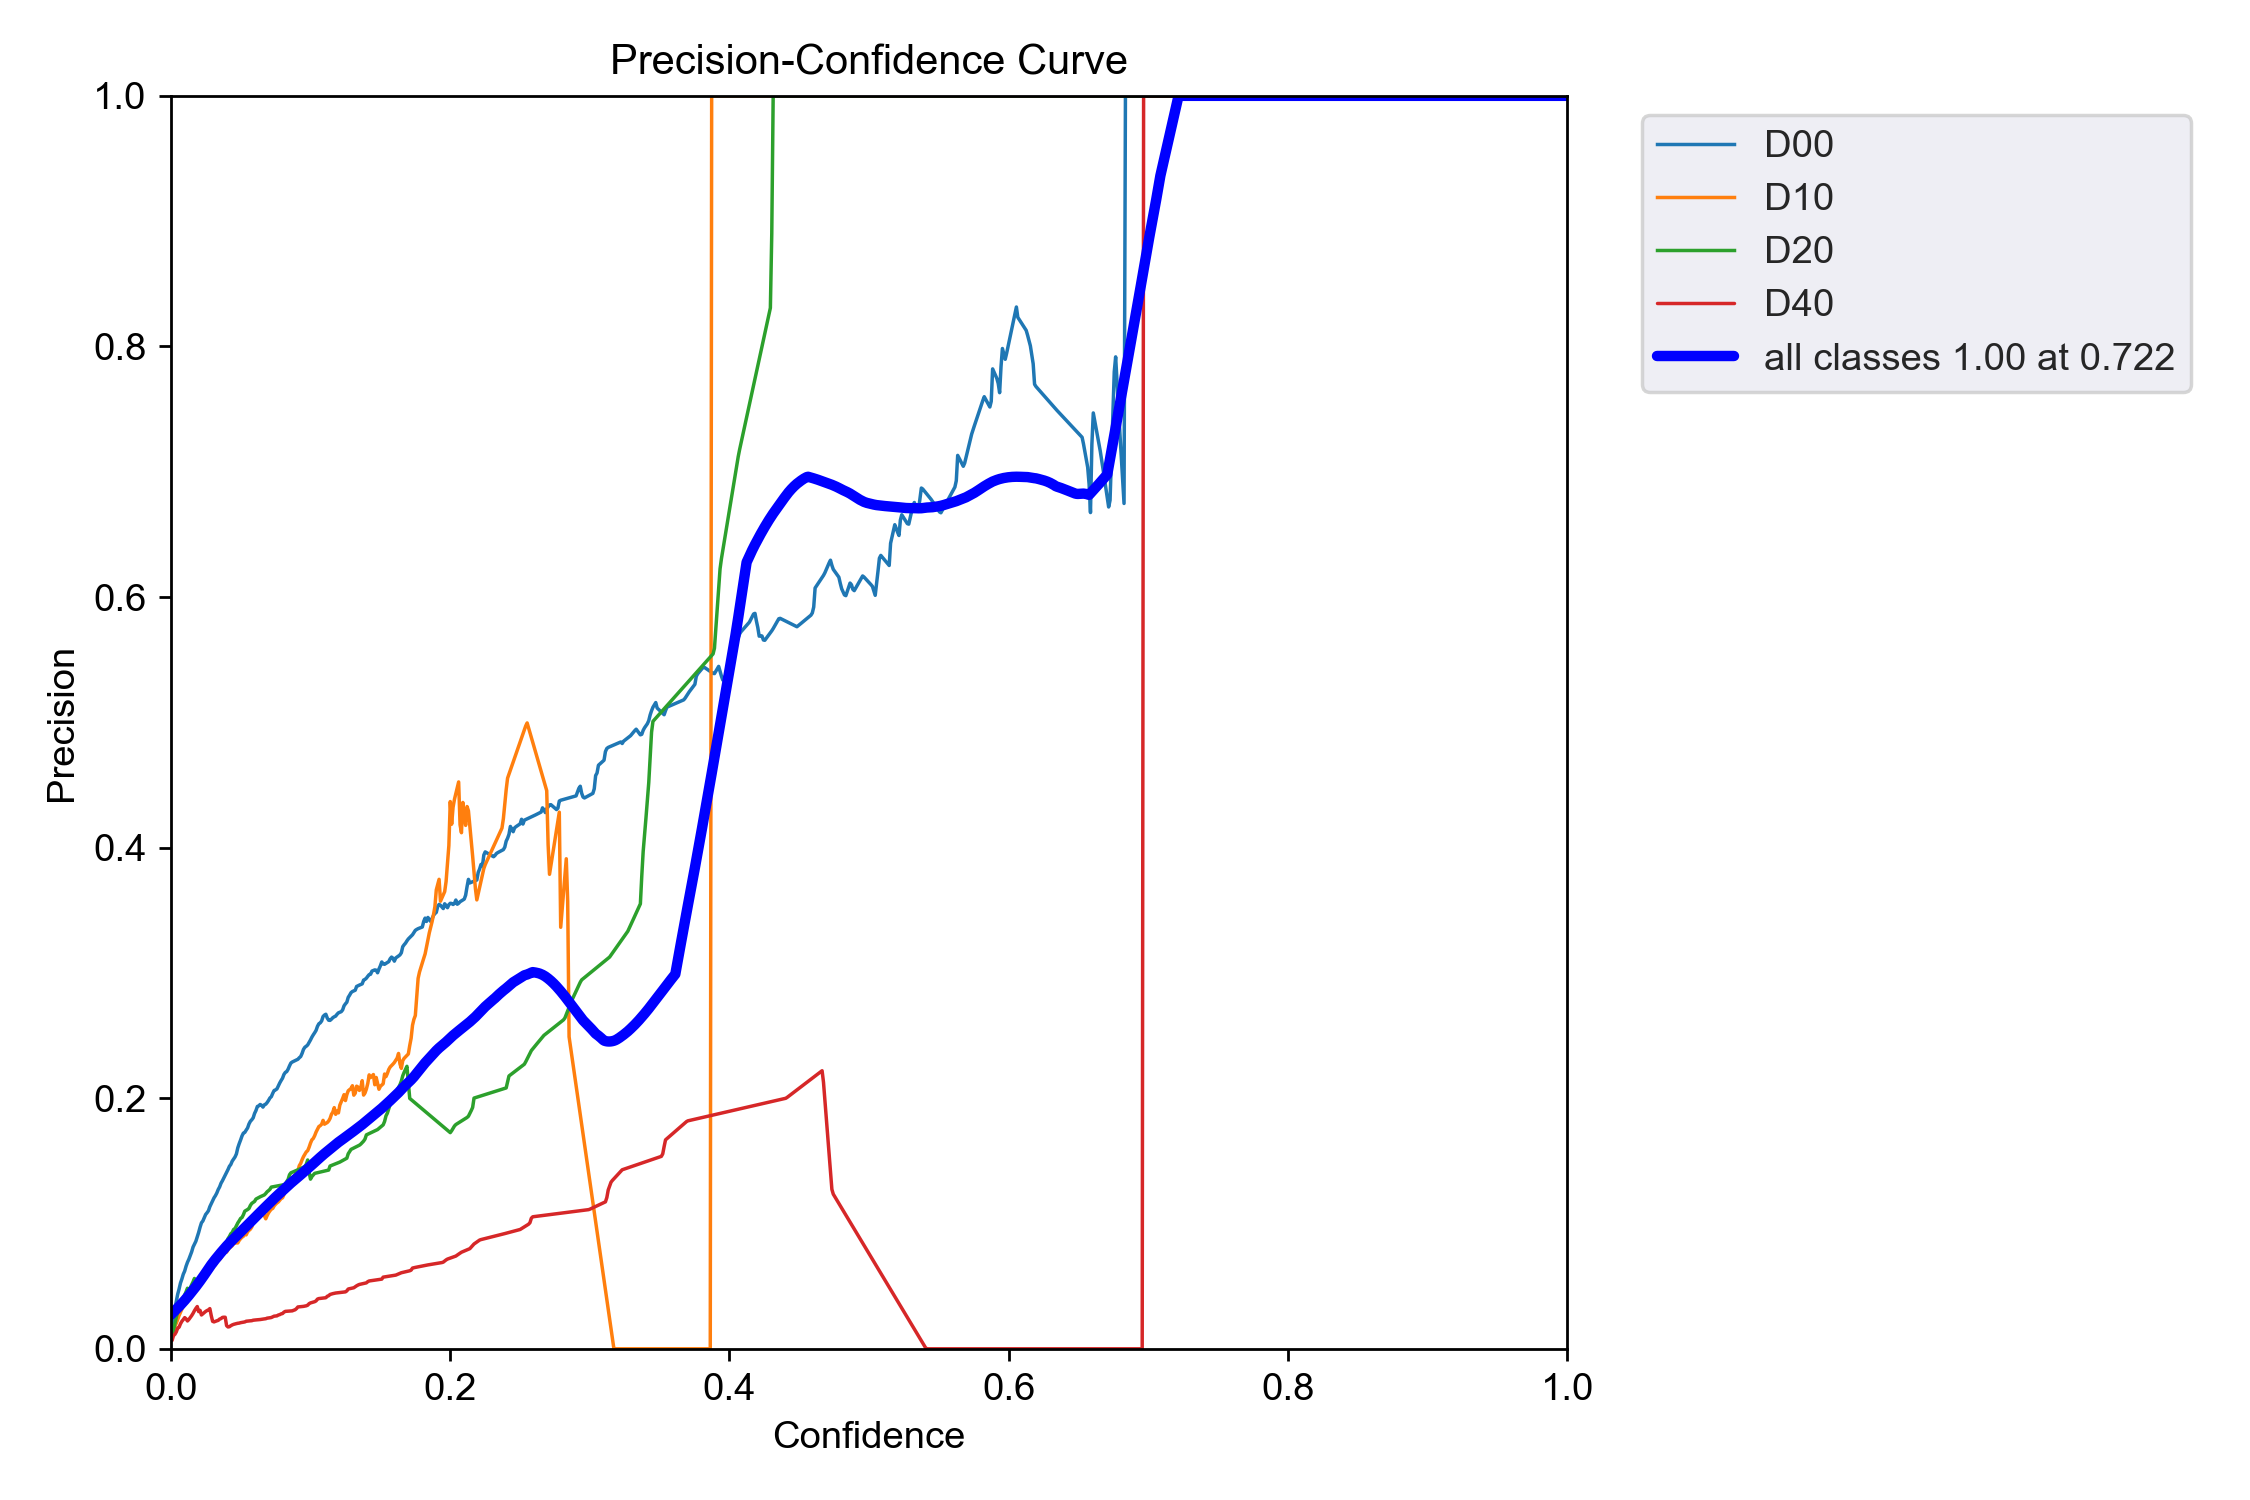 Precision-Confidence Curve
1.0
0.8
0.6
0.4
0.2
0.0
Precision
0.0 0.2 0.4 0.6 0.8 1.0
Confidence
D00
D10
D20
D40
all classes 1.00 at 0.722